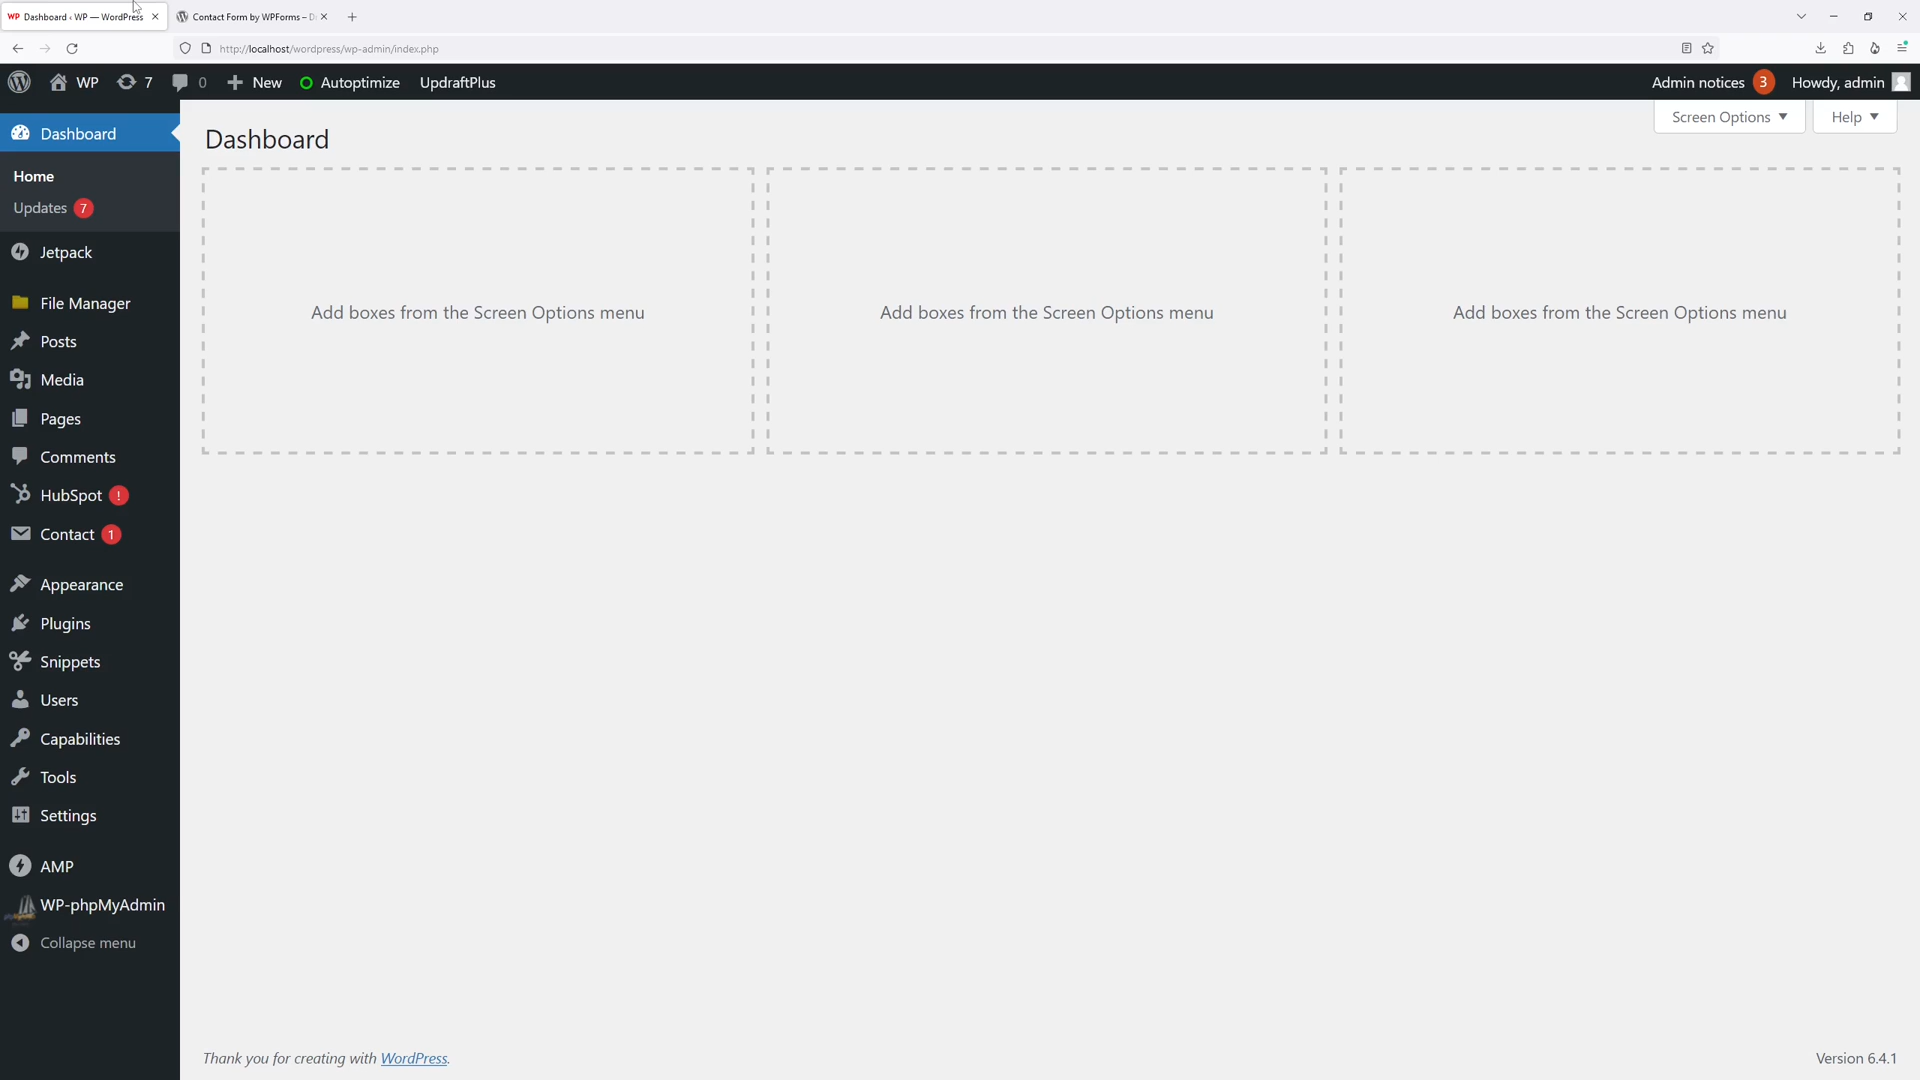 WP Dashboard ‹ WP — WordPress
Contact Form by WPForms – D
http://localhost/wordpress/wp-admin/index.php
WP 7 0 New Autoptimize UpdraftPlus Admin notices 3 Howdy, admin
Screen Options Help
Dashboard
Home
Updates 7
Jetpack
File Manager
Posts
Media
Pages
Comments
HubSpot !
Contact 1
Appearance
Plugins
Snippets
Users
Capabilities
Tools
Settings
AMP
WP-phpMyAdmin
Collapse menu
Dashboard
Add boxes from the Screen Options menu
Add boxes from the Screen Options menu
Add boxes from the Screen Options menu
Thank you for creating with WordPress.
Version 6.4.1